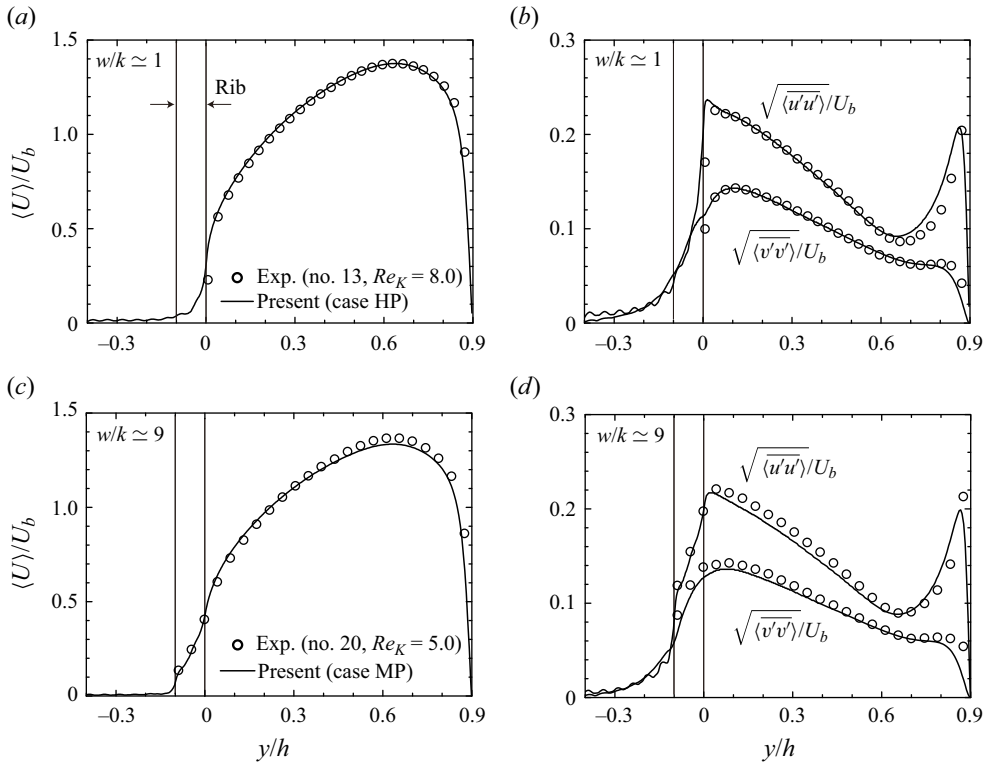 (a)
1.5
1.0
0.5
0
⟨U⟩/U_b
w/k ≃ 1
Rib
Exp. (no. 13, Re_K = 8.0)
Present (case HP)
−0.3
0
0.3
0.6
0.9
(b)
0.3
0.2
0.1
0
w/k ≃ 1
√⟨u′u′⟩/U_b
√⟨v′v′⟩/U_b
−0.3
0
0.3
0.6
0.9
(c)
1.5
1.0
0.5
0
⟨U⟩/U_b
w/k ≃ 9
Exp. (no. 20, Re_K = 5.0)
Present (case MP)
−0.3
0
0.3
0.6
0.9
y/h
(d)
0.3
0.2
0.1
0
w/k ≃ 9
√⟨u′u′⟩/U_b
√⟨v′v′⟩/U_b
−0.3
0
0.3
0.6
0.9
y/h